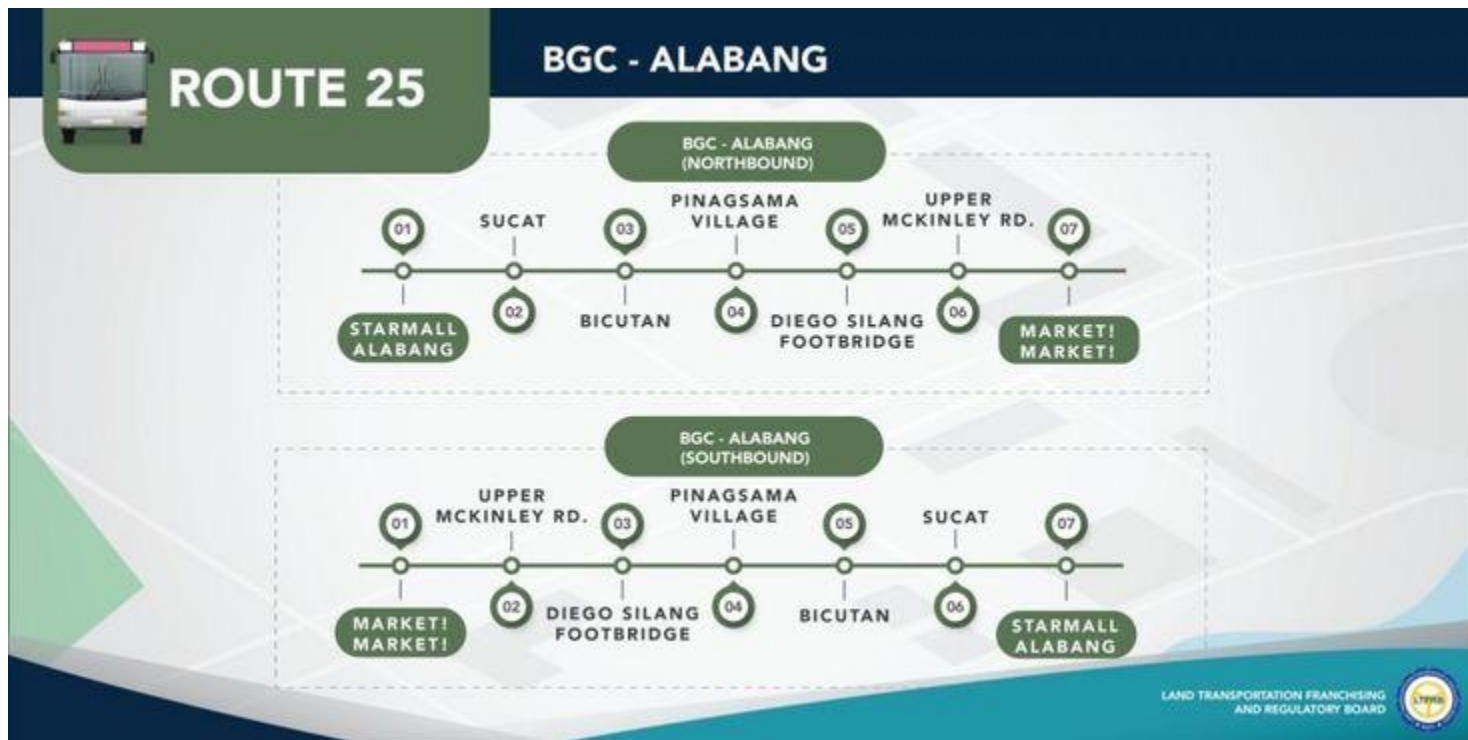 ROUTE 25
BGC - ALABANG
BGC - ALABANG
(NORTHBOUND)
01
STARMALL
ALABANG
SUCAT
02
03
BICUTAN
PINAGSAMA
VILLAGE
04
05
DIEGO SILANG
FOOTBRIDGE
UPPER
MCKINLEY RD.
06
07
MARKET!
MARKET!
BGC - ALABANG
(SOUTHBOUND)
01
MARKET!
MARKET!
UPPER
MCKINLEY RD.
02
03
DIEGO SILANG
FOOTBRIDGE
PINAGSAMA
VILLAGE
04
05
BICUTAN
SUCAT
06
07
STARMALL
ALABANG
LAND TRANSPORTATION FRANCHISING
AND REGULATORY BOARD